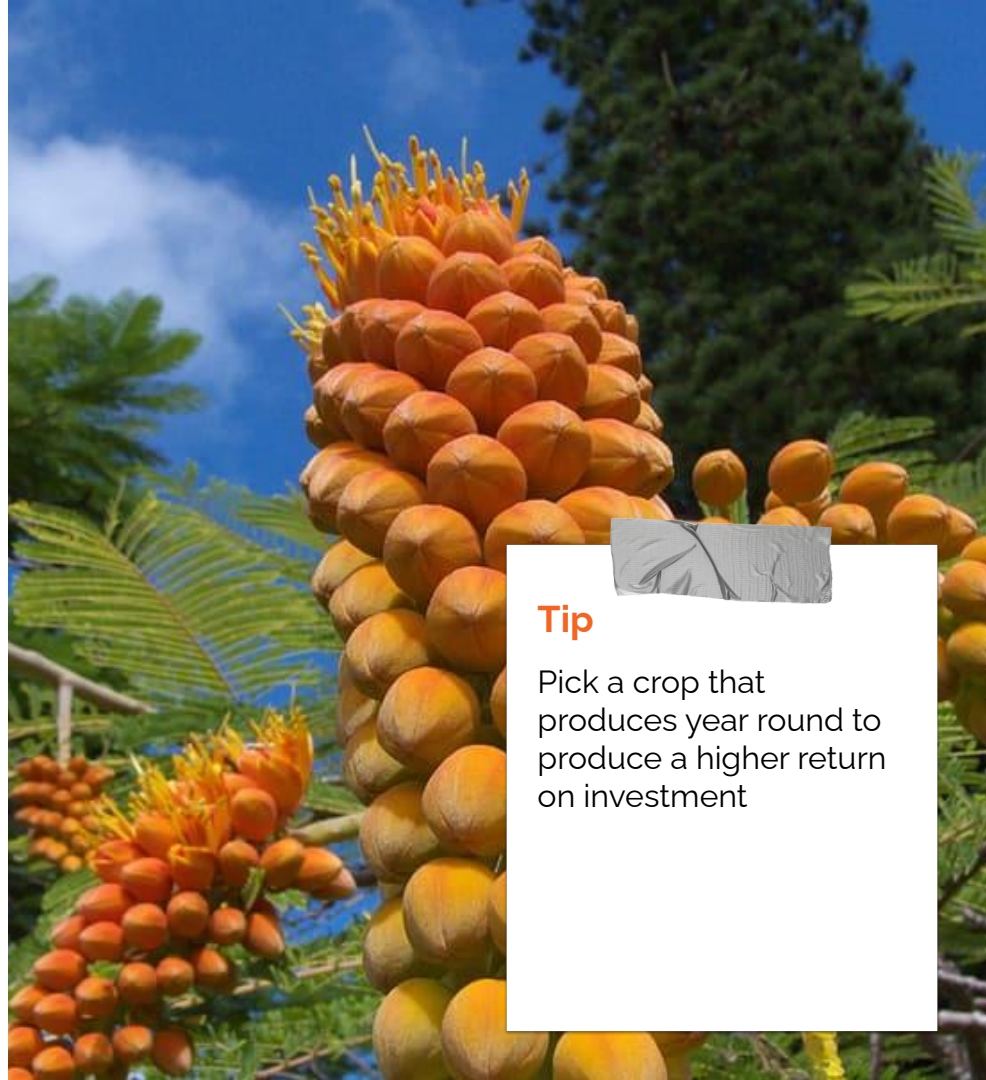 Tip
Pick a crop that
produces year round to
produce a higher return
on investment